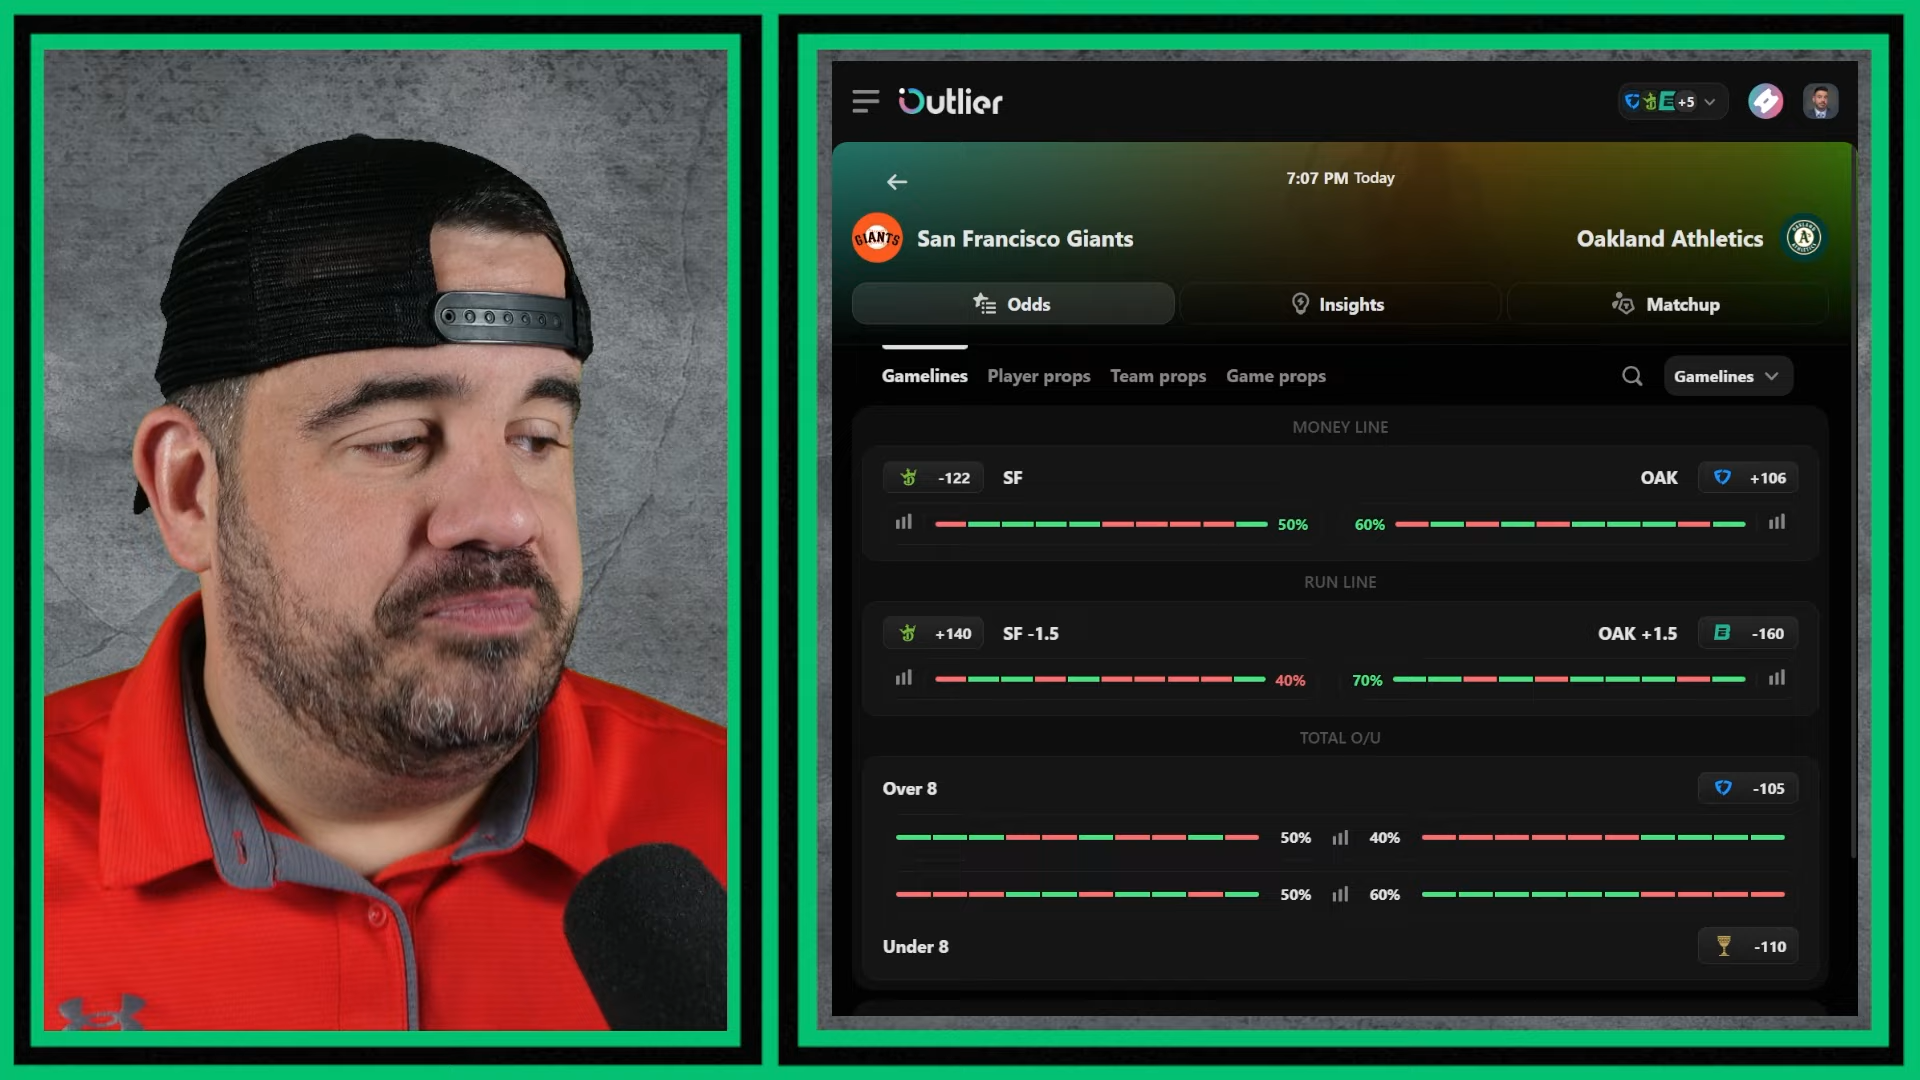 Outlier
+5
7:07 PM Today
GIANTS
San Francisco Giants
Oakland Athletics
Odds
Insights
Matchup
Gamelines
Player props
Team props
Game props
Gamelines
MONEY LINE
-122
SF
OAK
+106
50%
60%
RUN LINE
+140
SF -1.5
OAK +1.5
-160
40%
70%
TOTAL O/U
Over 8
-105
50%
40%
50%
60%
Under 8
-110